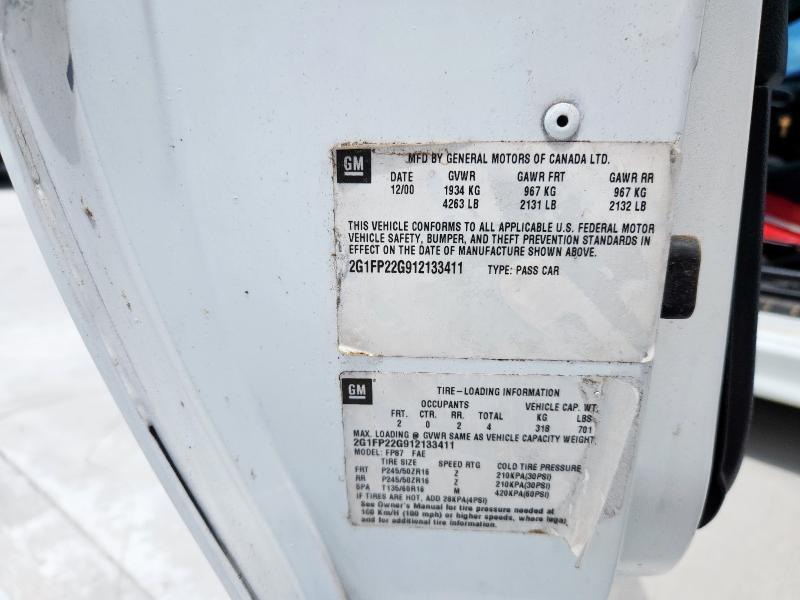 GM
MFD BY GENERAL MOTORS OF CANADA LTD.
DATE GVWR GAWR FRT GAWR RR
12/00 1934 KG 967 KG 967 KG
4263 LB 2131 LB 2132 LB
THIS VEHICLE CONFORMS TO ALL APPLICABLE U.S. FEDERAL MOTOR
VEHICLE SAFETY, BUMPER, AND THEFT PREVENTION STANDARDS IN
EFFECT ON THE DATE OF MANUFACTURE SHOWN ABOVE.
2G1FP22G912133411 TYPE: PASS CAR
GM
TIRE-LOADING INFORMATION
OCCUPANTS VEHICLE CAP. WT.
FRT. CTR. RR. TOTAL KG LBS
2 0 2 4 318 701
MAX. LOADING @ GVWR SAME AS VEHICLE CAPACITY WEIGHT
2G1FP22G912133411
MODEL: FP87 FAE
TIRE SIZE SPEED RTG COLD TIRE PRESSURE
FRT P245/50ZR16 Z 210KPA(30PSI)
RR P245/50ZR16 Z 210KPA(30PSI)
SPA T135/60R16 M 420KPA(60PSI)
IF TIRES ARE HOT, ADD 28KPA(4PSI)
See Owner's Manual for tire pressure needed at
160 Km/H (100 mph) or higher speeds, where legal
and for additional information.